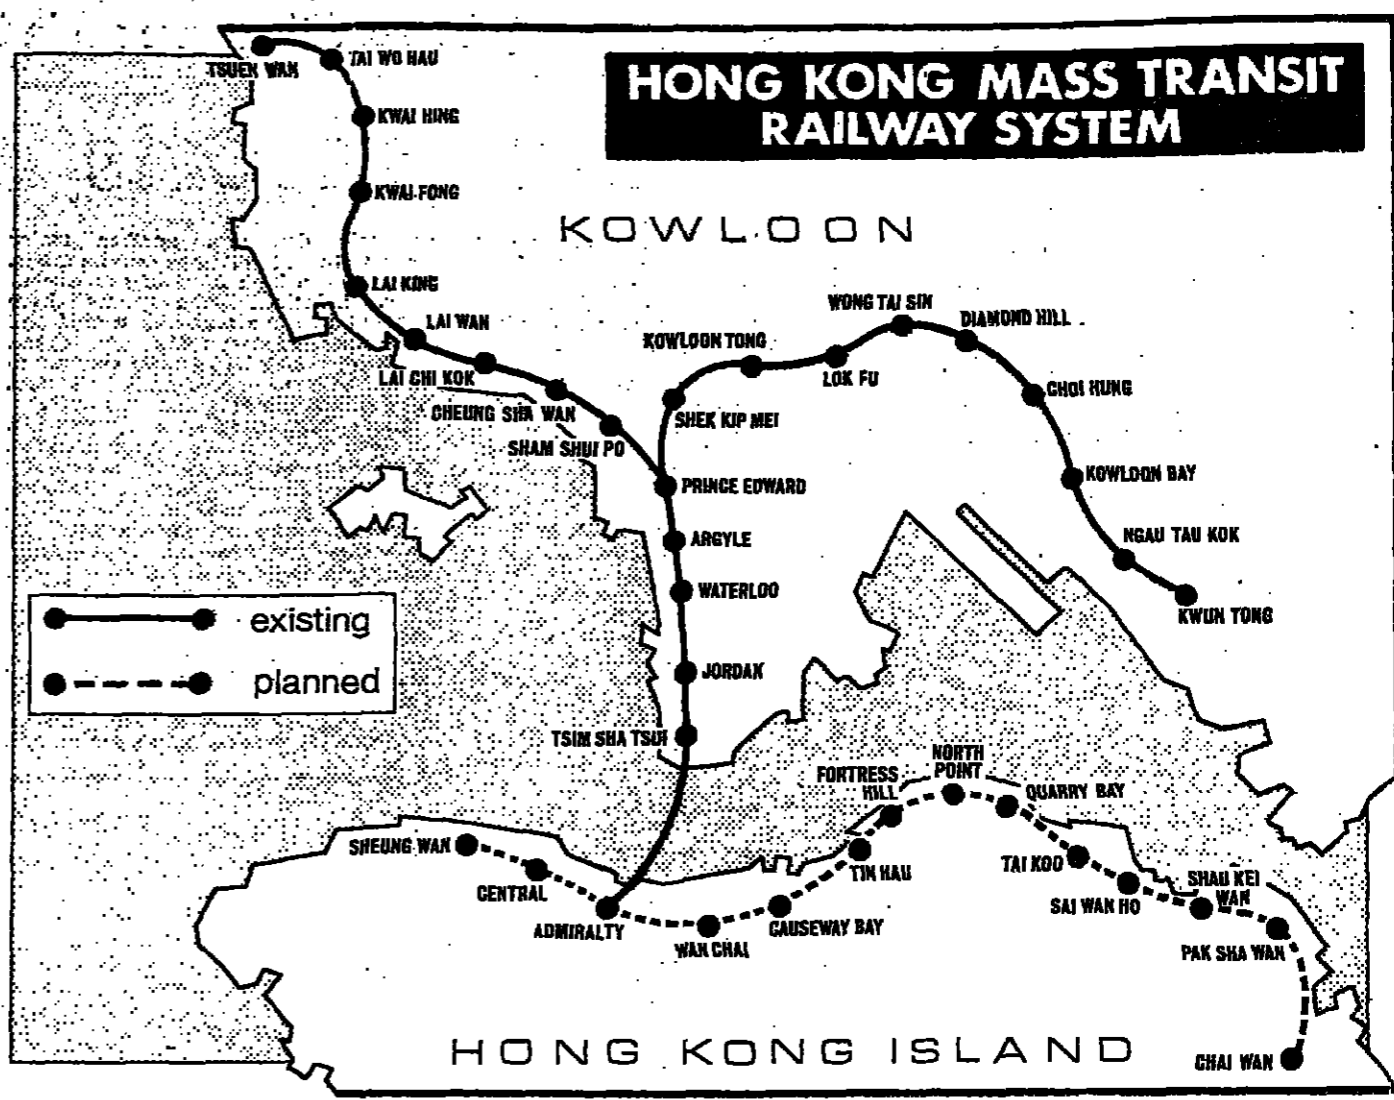 HONG KONG MASS TRANSIT
RAILWAY SYSTEM
TSUEN WAN
TAI WO HAU
KWAI HING
KWAI FONG
KOWLOON
LAI KING
LAI WAN
LAI CHI KOK
CHEUNG SHA WAN
SHAM SHUI PO
WONG TAI SIN
DIAMOND HILL
KOWLOON TONG
LOK FU
SHEK KIP MEI
CHOI HUNG
KOWLOON BAY
PRINCE EDWARD
ARGYLE
NGAU TAU KOK
WATERLOO
KWUN TONG
existing
planned
JORDAN
TSIM SHA TSUI
NORTH
POINT
FORTRESS
HILL
QUARRY BAY
SHEUNG WAN
CENTRAL
ADMIRALTY
WAN CHAI
CAUSEWAY BAY
TIN HAU
TAI KOO
SAI WAN HO
SHAU KEI
WAN
PAK SHA WAN
HONG KONG ISLAND
CHAI WAN